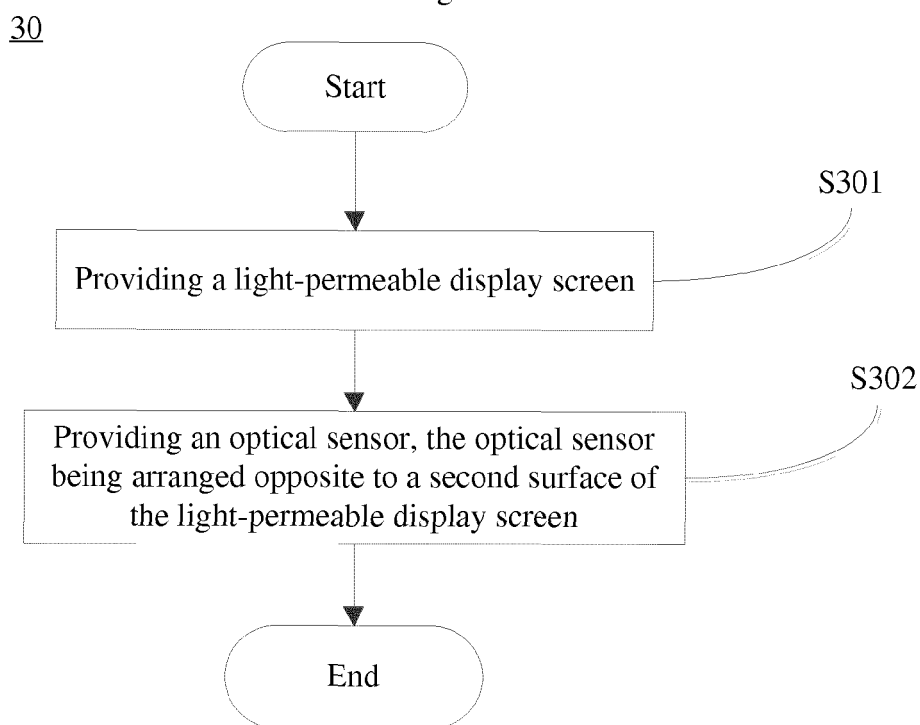 30
Start
S301
Providing a light-permeable display screen
S302
Providing an optical sensor, the optical sensor
being arranged opposite to a second surface of
the light-permeable display screen
End